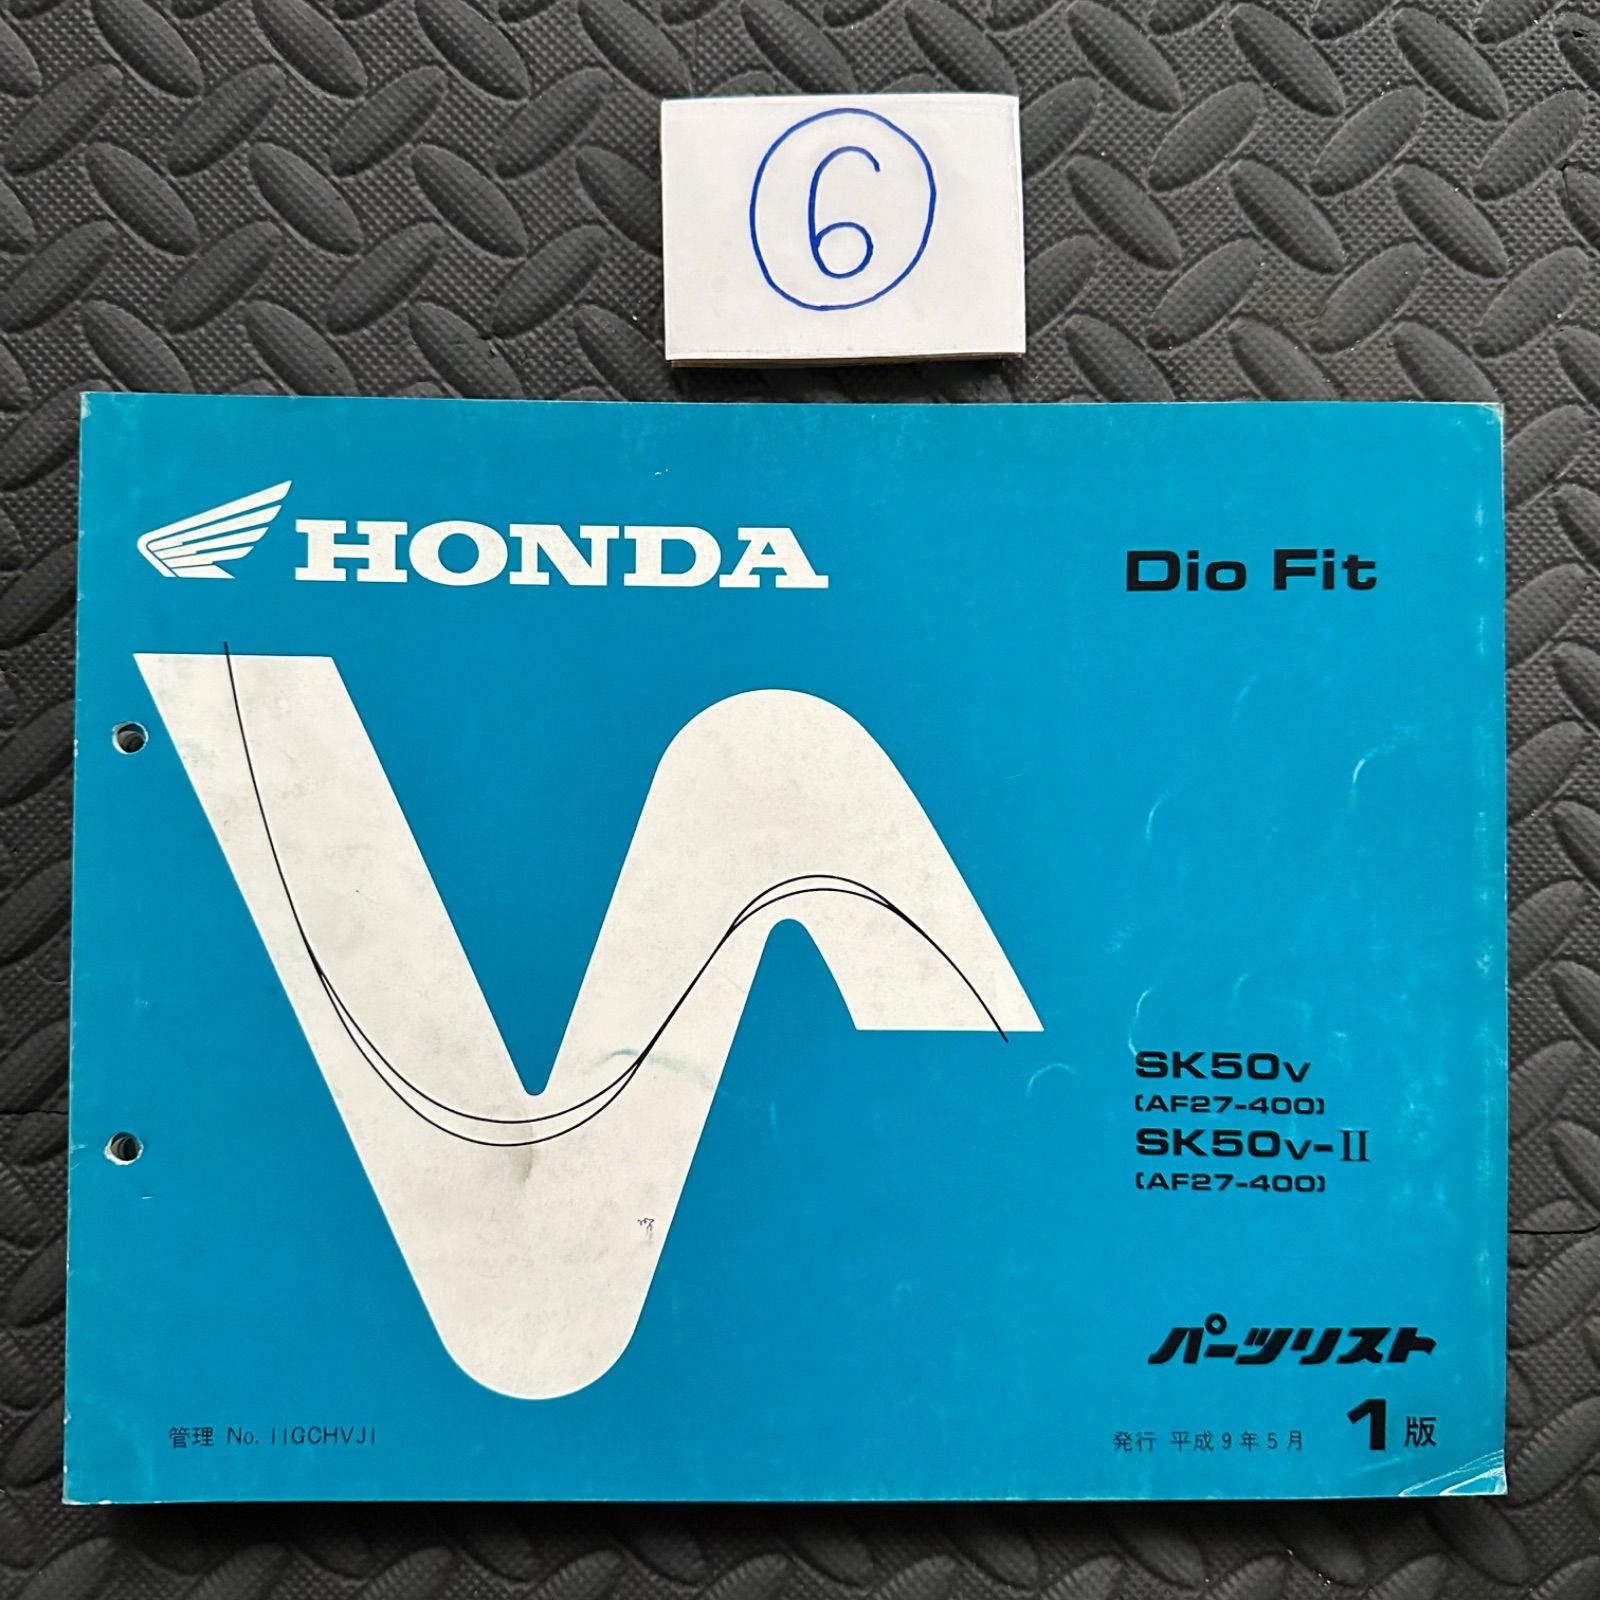 6
HONDA
Dio Fit
SK50V
(AF27-400)
SK50V-II
(AF27-400)
パーツリスト
管理 No. 11GCHVJ1
発行 平成9年5月 1版